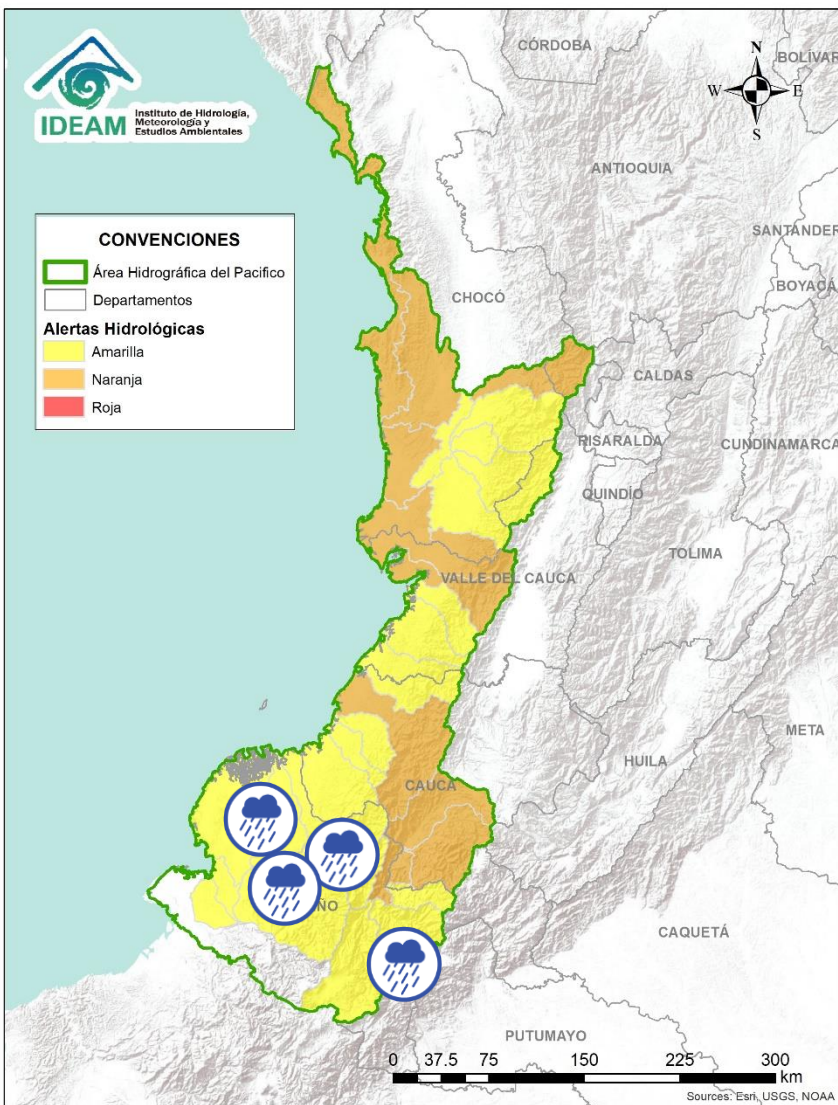 IDEAM
Instituto de Hidrología,
Meteorología y
Estudios Ambientales
CÓRDOBA
BOLÍVAR
N
W
E
S
ANTIOQUIA
SANTANDER
BOYACÁ
CONVENCIONES
Área Hidrográfica del Pacifico
Departamentos
Alertas Hidrológicas
Amarilla
Naranja
Roja
CHOCÓ
CALDAS
RISARALDA
CUNDINAMARCA
QUINDÍO
TOLIMA
VALLE DEL CAUCA
META
HUILA
CAUCA
ÑO
CAQUETÁ
PUTUMAYO
0 37.5 75 150 225 300
km
Sources: Esri, USGS, NOAA